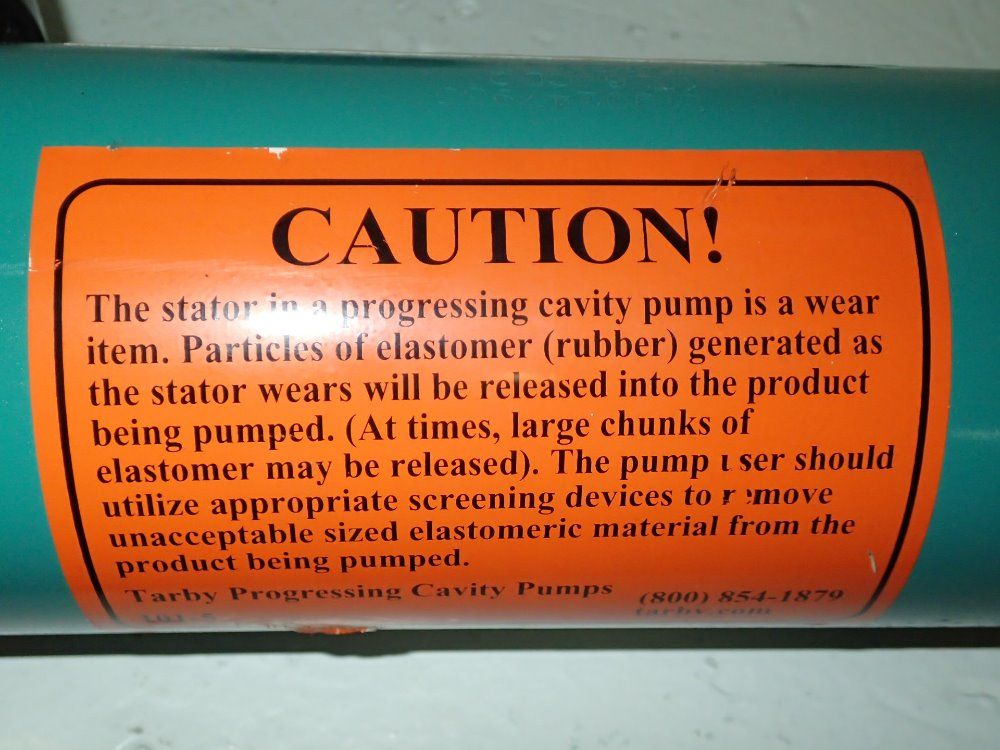 CAUTION!
The stator in a progressing cavity pump is a wear
item. Particles of elastomer (rubber) generated as
the stator wears will be released into the product
being pumped. (At times, large chunks of
elastomer may be released). The pump user should
utilize appropriate screening devices to remove
unacceptable sized elastomeric material from the
product being pumped.
Tarby Progressing Cavity Pumps (800) 854-1879
tarby.com